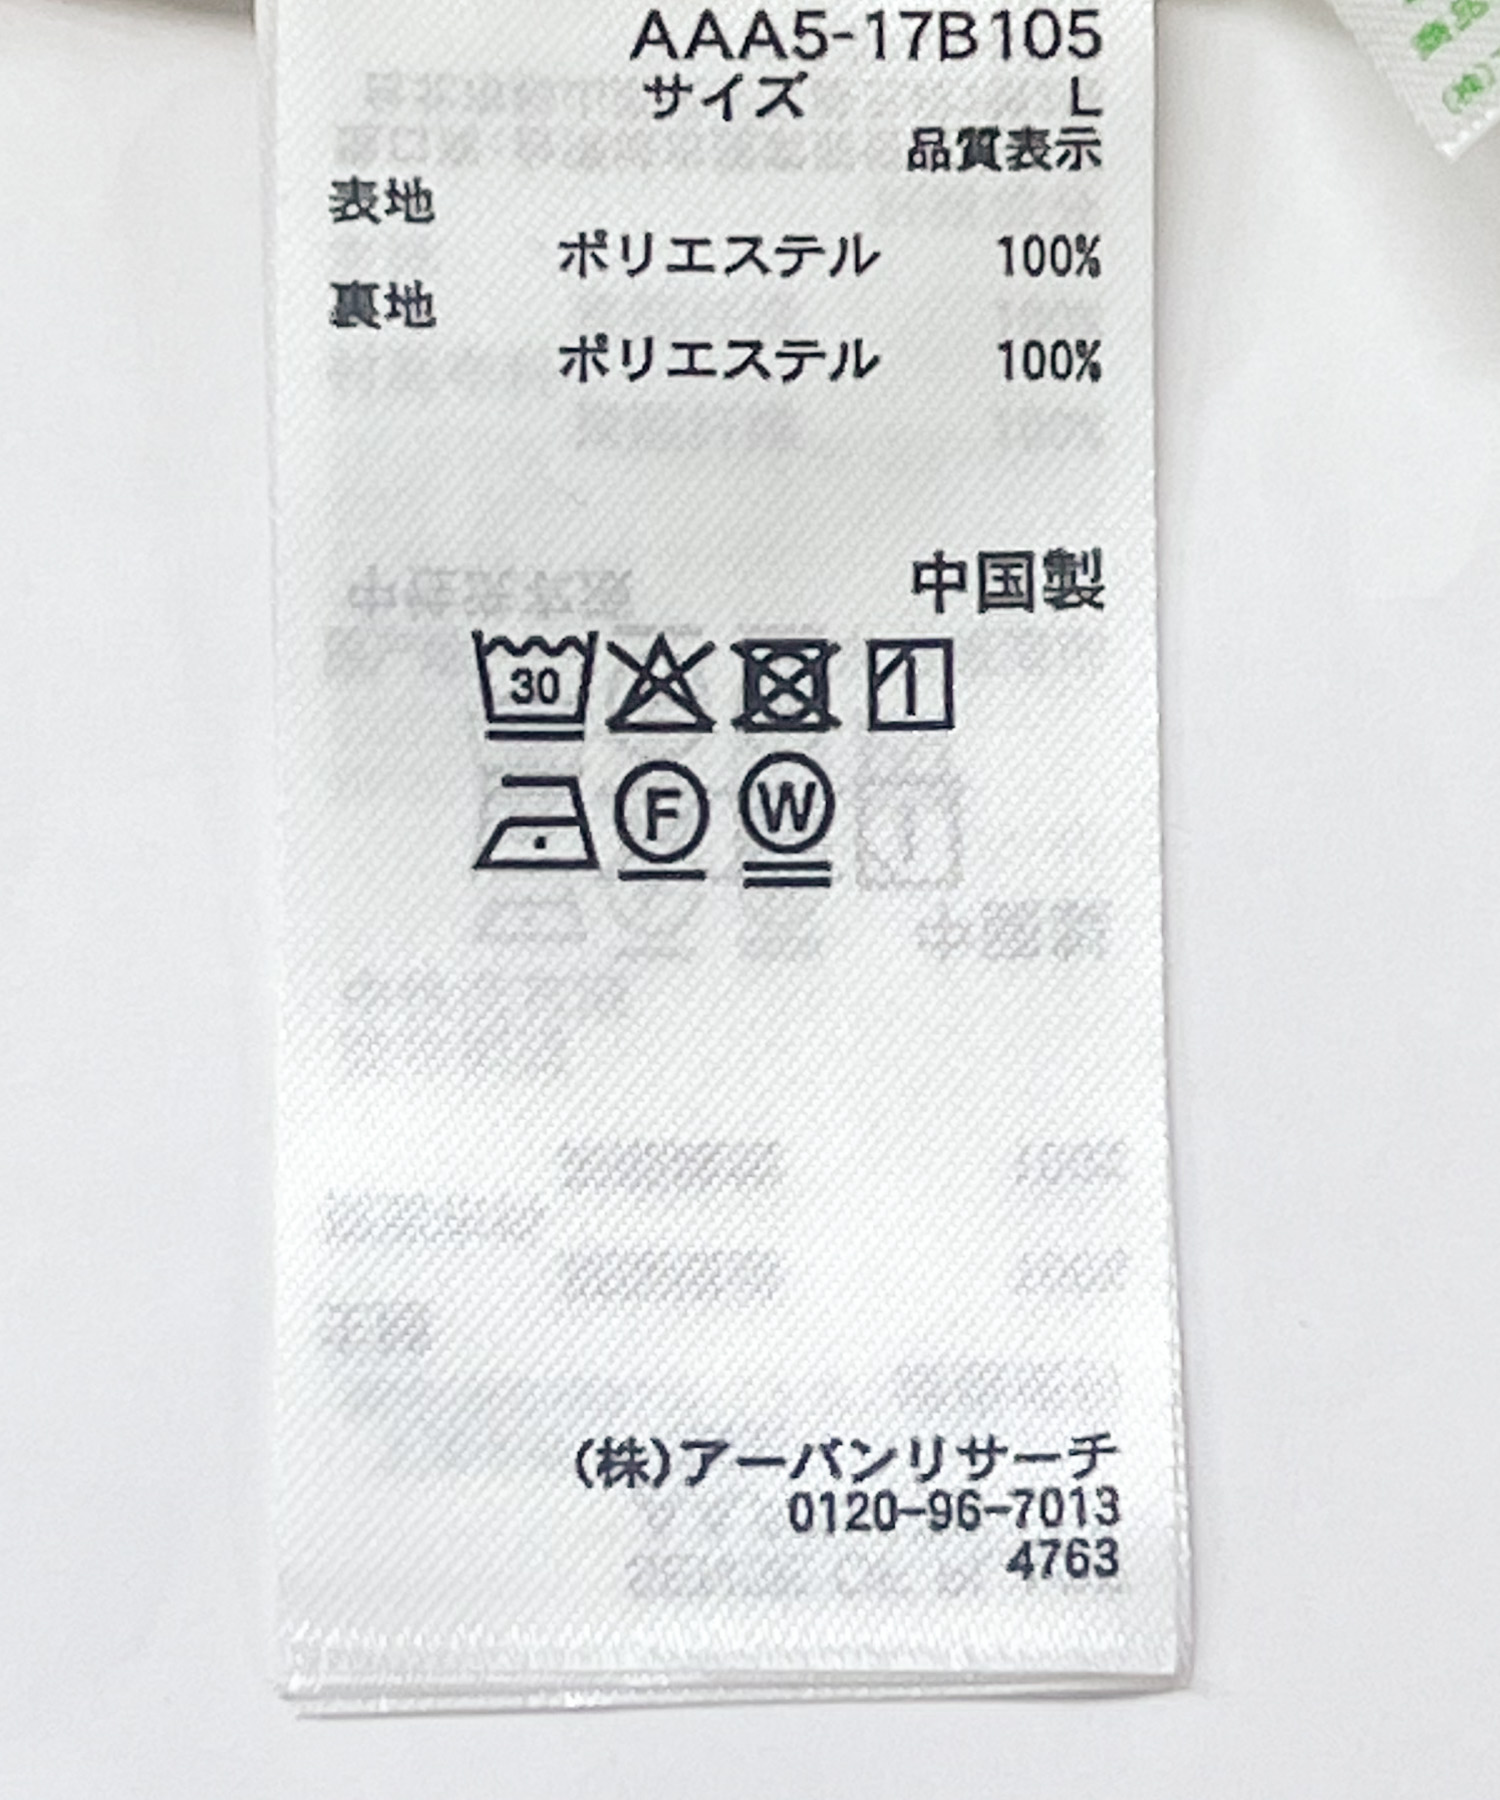 AAA5-17B105
サイズ L
品質表示
表地
ポリエステル 100%
裏地
ポリエステル 100%
中国製
30
F W
(株)アーバンリサーチ
0120-96-7013
4763